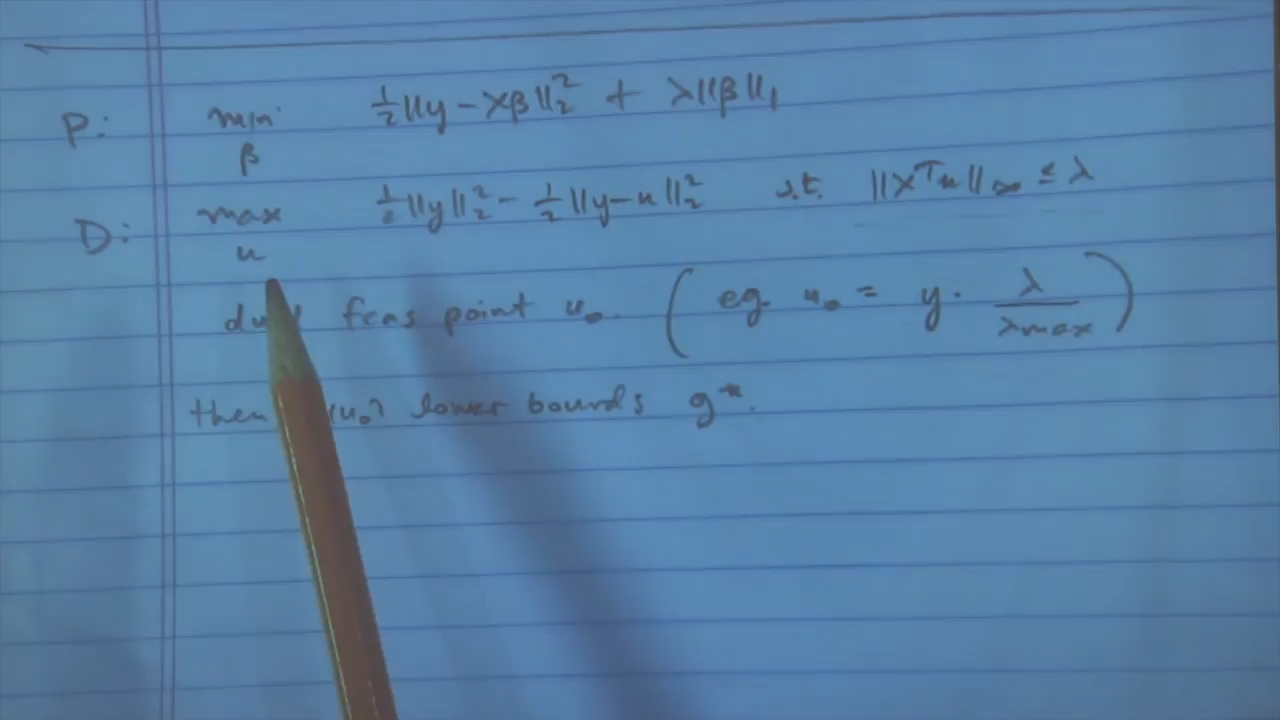 P: min β ½||y − Xβ||₂² + λ||β||₁
D: max u ½||y||₂² − ½||y−u||₂² s.t. ||Xᵀu||∞ ≤ λ
feas point u₀. (eg. u₀ = y · λ/λmax)
then (u₀) lower bounds g*.